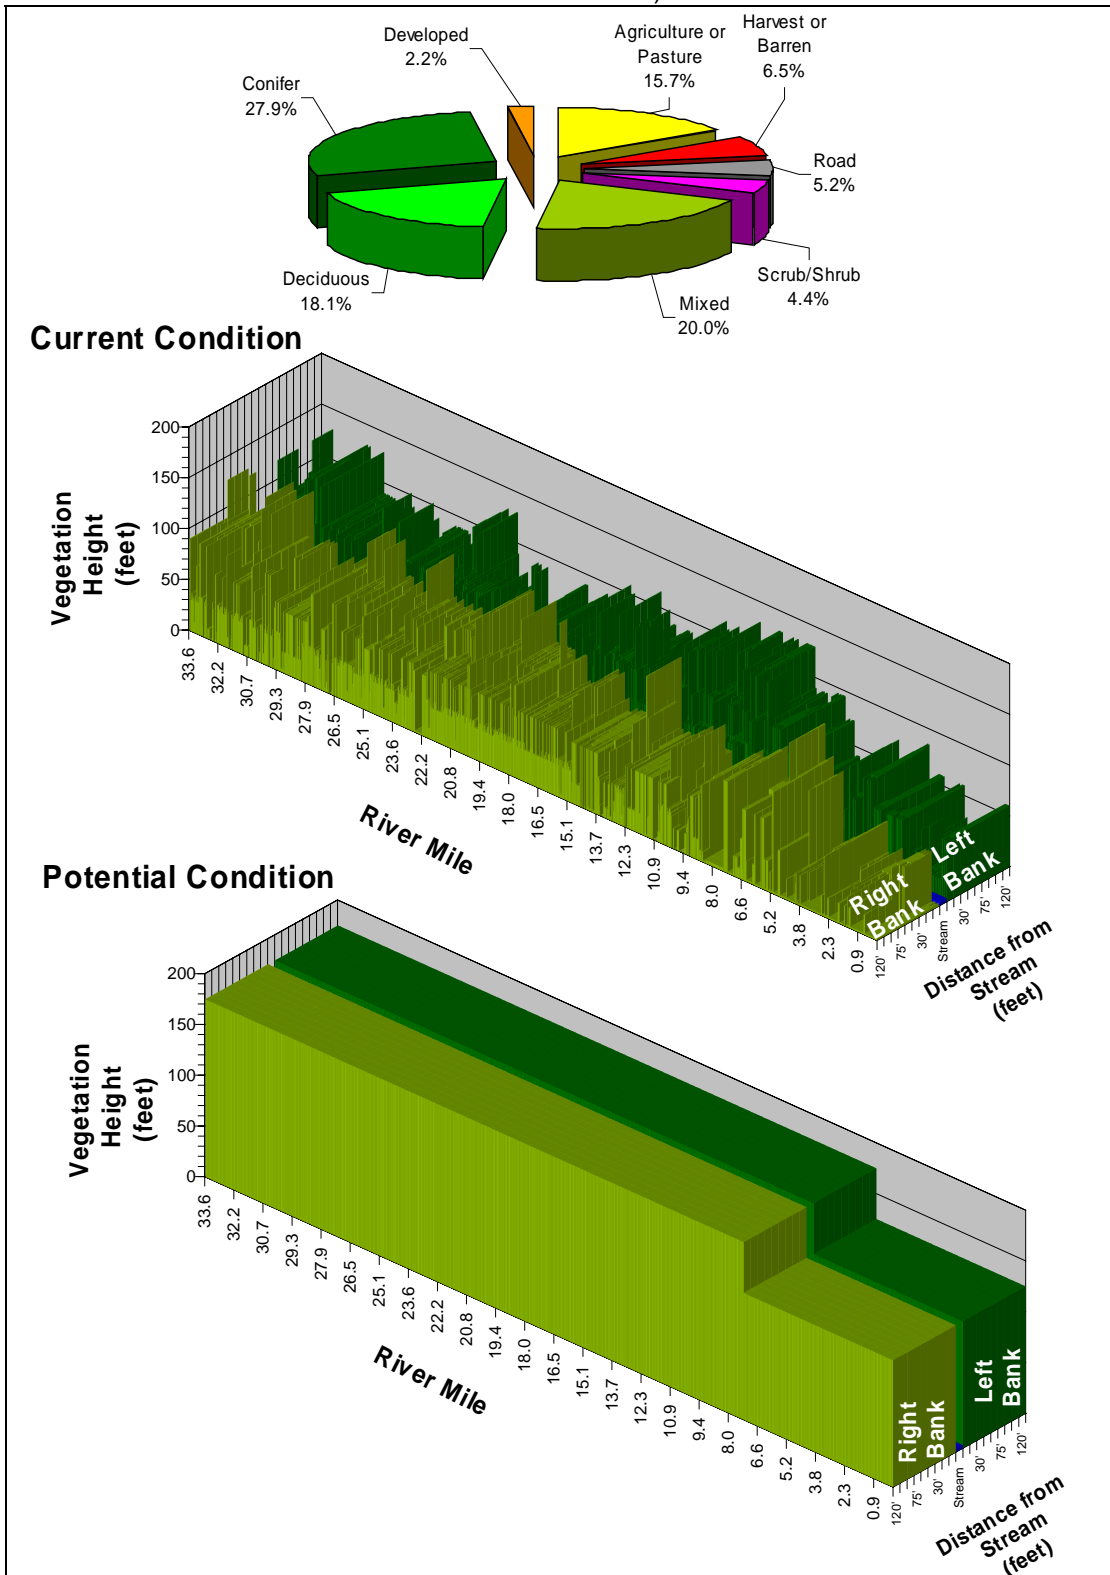 Developed
2.2%
Agriculture or
Pasture
15.7%
Harvest or
Barren
6.5%
Conifer
27.9%
Road
5.2%
Deciduous
18.1%
Mixed
20.0%
Scrub/Shrub
4.4%
Current Condition
Vegetation
Height
(feet)
200
150
100
50
0
33.6
32.2
30.7
29.3
27.9
26.5
25.1
23.6
22.2
20.8
19.4
18.0
16.5
15.1
13.7
12.3
10.9
9.4
8.0
6.6
5.2
3.8
2.3
0.9
River Mile
Right
Bank
Left
Bank
120'
75'
30'
Stream
30'
75'
120'
Distance from
Stream
(feet)
Potential Condition
Vegetation
Height
(feet)
200
150
100
50
0
33.6
32.2
30.7
29.3
27.9
26.5
25.1
23.6
22.2
20.8
19.4
18.0
16.5
15.1
13.7
12.3
10.9
9.4
8.0
6.6
5.2
3.8
2.3
0.9
River Mile
Right
Bank
Left
Bank
120'
75'
30'
Stream
30'
75'
120'
Distance from
Stream
(feet)